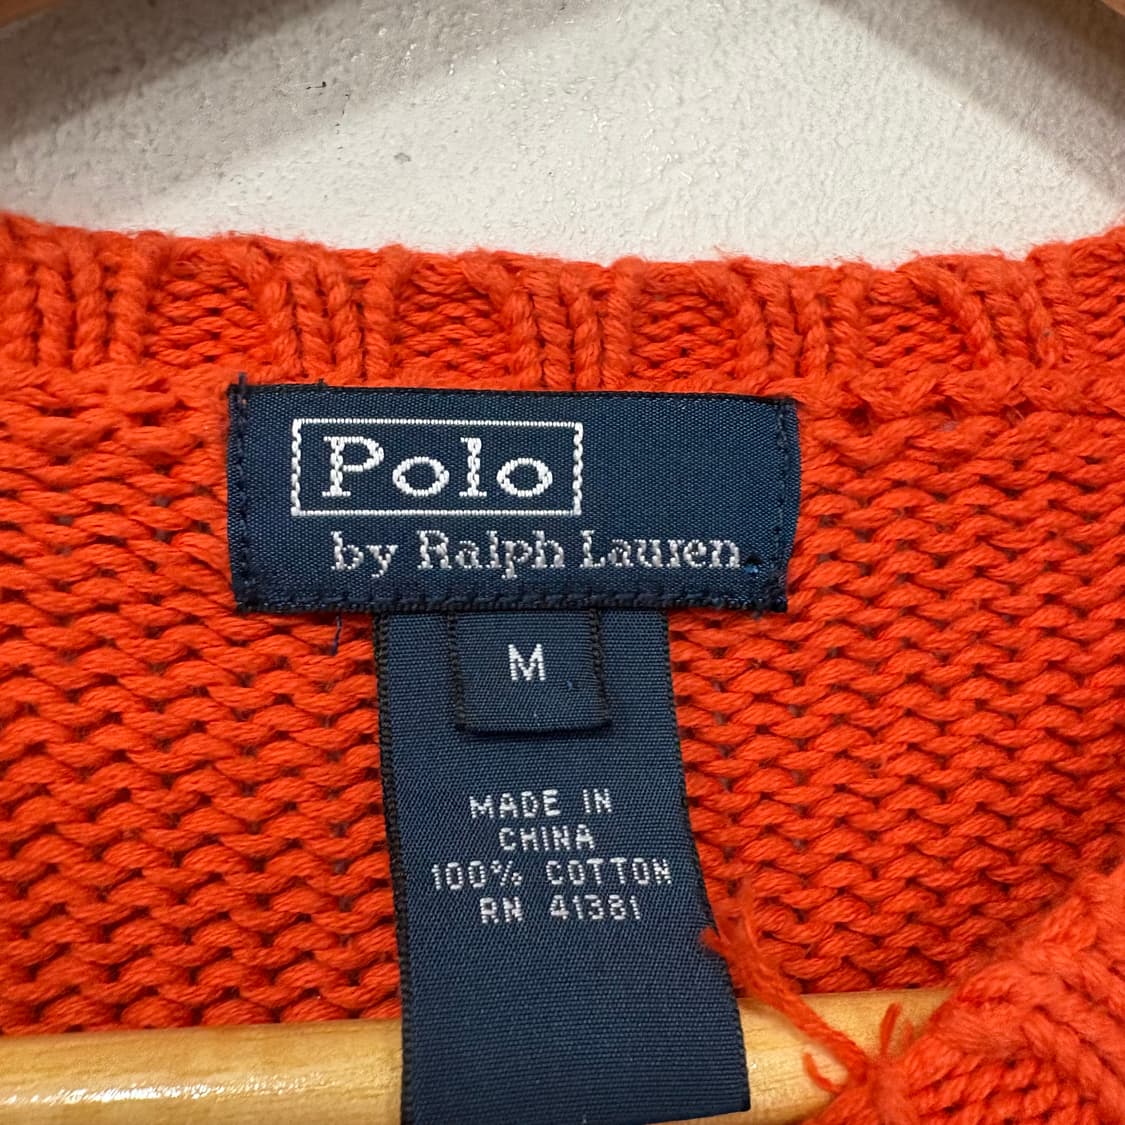 Polo
by Ralph Lauren
M
MADE IN
CHINA
100% COTTON
RN 41381